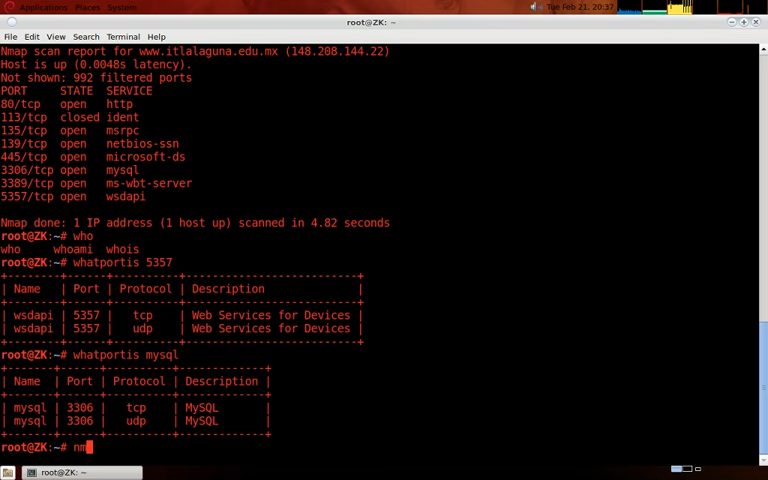 Applications Places System
Tue Feb 21, 20:37
root@ZK: ~
File Edit View Search Terminal Help
Nmap scan report for www.itlalaguna.edu.mx (148.208.144.22)
Host is up (0.0048s latency).
Not shown: 992 filtered ports
PORT     STATE  SERVICE
80/tcp   open   http
113/tcp  closed ident
135/tcp  open   msrpc
139/tcp  open   netbios-ssn
445/tcp  open   microsoft-ds
3306/tcp open   mysql
3389/tcp open   ms-wbt-server
5357/tcp open   wsdapi
Nmap done: 1 IP address (1 host up) scanned in 4.82 seconds
root@ZK:~# who
who     whoami  whois
root@ZK:~# whatportis 5357
+--------+------+----------+--------------------------+
| Name   | Port | Protocol | Description              |
+--------+------+----------+--------------------------+
| wsdapi | 5357 |   tcp    | Web Services for Devices |
| wsdapi | 5357 |   udp    | Web Services for Devices |
+--------+------+----------+--------------------------+
root@ZK:~# whatportis mysql
+-------+------+----------+-------------+
| Name  | Port | Protocol | Description |
+-------+------+----------+-------------+
| mysql | 3306 |   tcp    | MySQL       |
| mysql | 3306 |   udp    | MySQL       |
+-------+------+----------+-------------+
root@ZK:~# nm
root@ZK: ~